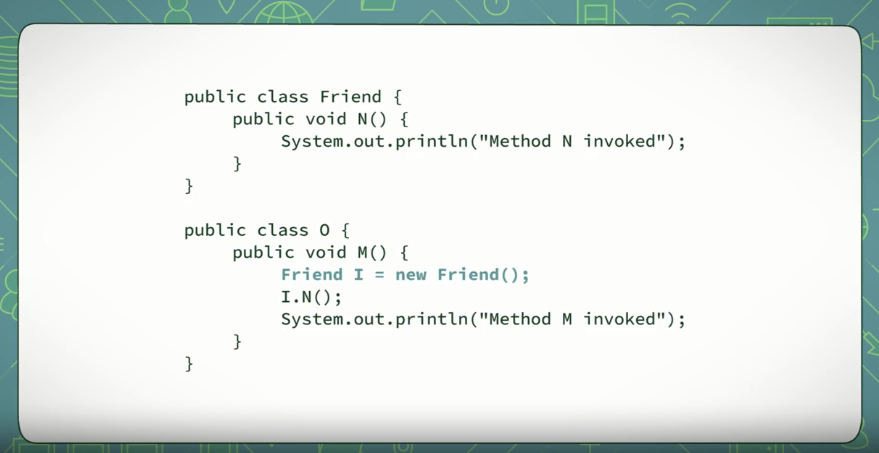 public class Friend {
public void N() {
System.out.println("Method N invoked");
}
}
public class O {
public void M() {
Friend I = new Friend();
I.N();
System.out.println("Method M invoked");
}
}